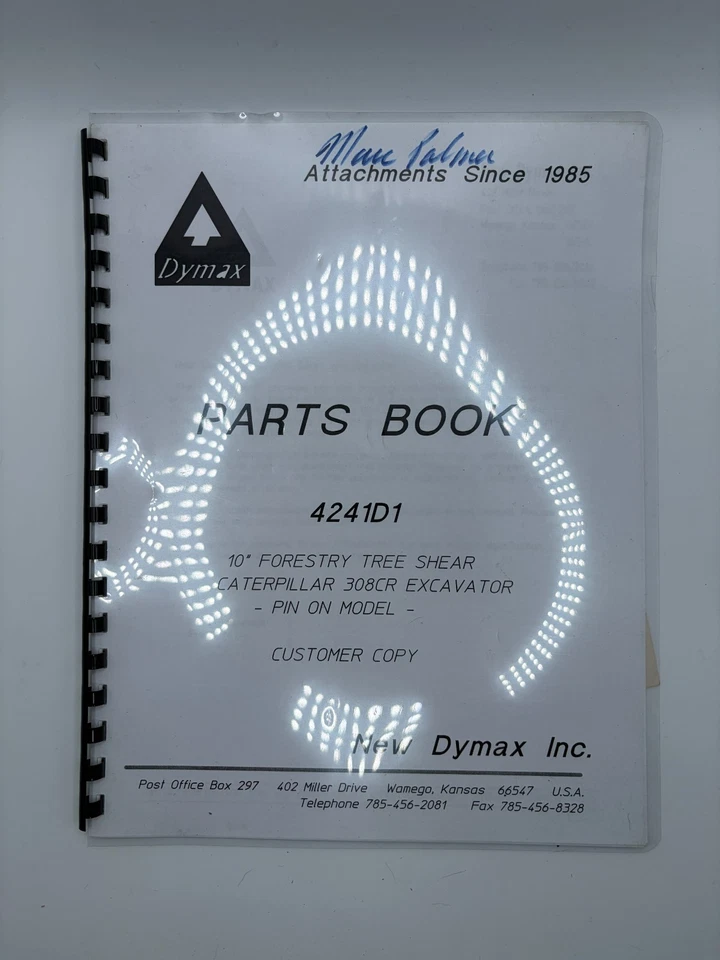 Marc Palmer
Attachments Since 1985
Dymax
PARTS BOOK
4241D1
10" FORESTRY TREE SHEAR
CATERPILLAR 308CR EXCAVATOR
- PIN ON MODEL -
CUSTOMER COPY
New Dymax Inc.
Post Office Box 297 402 Miller Drive Wamego, Kansas 66547 U.S.A.
Telephone 785-456-2081 Fax 785-456-8328